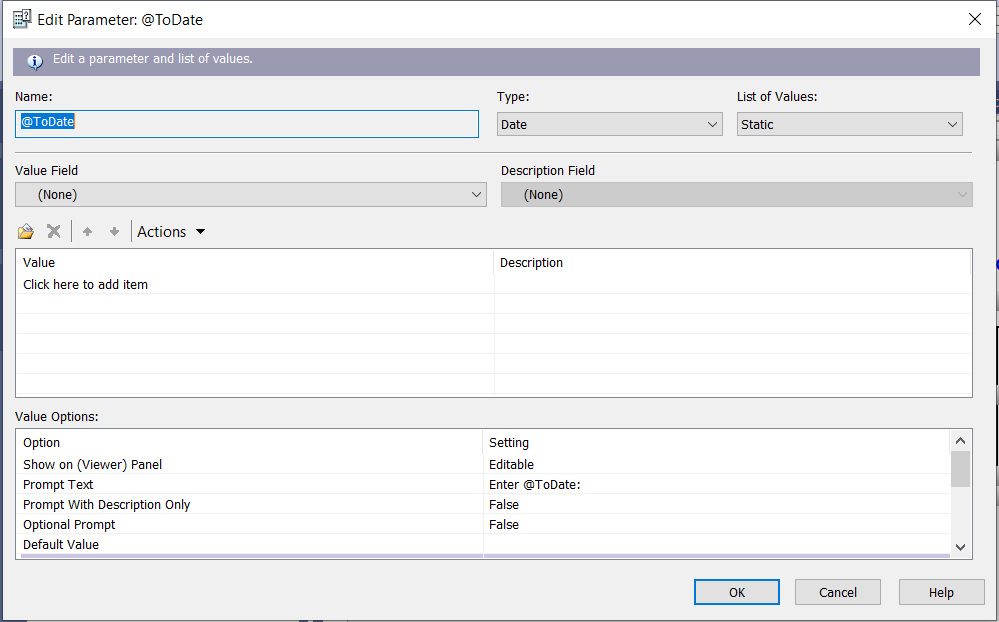 Edit Parameter: @ToDate
Edit a parameter and list of values.
Name: Type: List of Values:
@ToDate Date Static
Value Field Description Field
(None) (None)
Actions
Value Description
Click here to add item
Value Options:
Option Setting
Show on (Viewer) Panel Editable
Prompt Text Enter @ToDate:
Prompt With Description Only False
Optional Prompt False
Default Value
OK Cancel Help